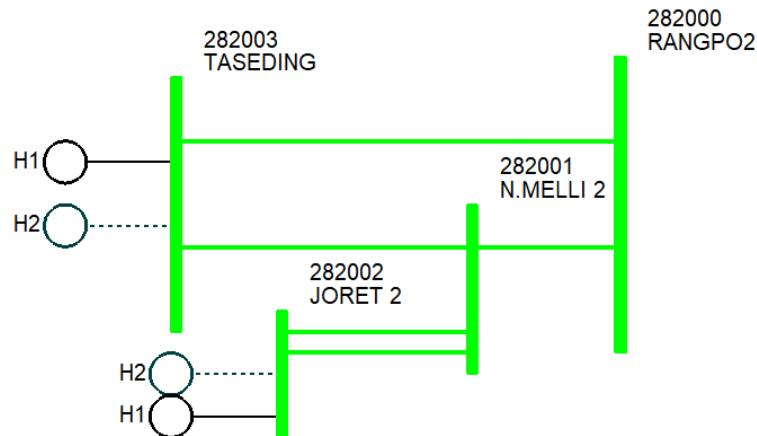 282003
TASEDING
282000
RANGPO2
H1
282001
N.MELLI 2
H2
282002
JORET 2
H2
H1